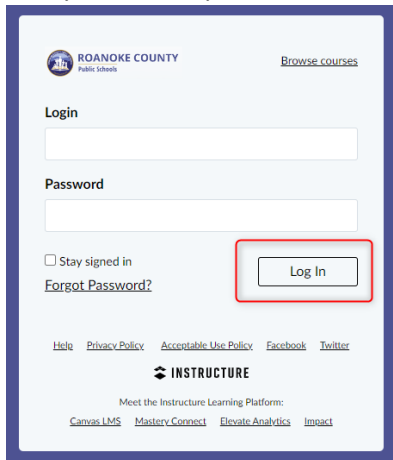 ROANOKE COUNTY
Public Schools
Browse courses
Login
Password
Stay signed in
Log In
Forgot Password?
Help Privacy Policy Acceptable Use Policy Facebook Twitter
INSTRUCTURE
Meet the Instructure Learning Platform:
Canvas LMS Mastery Connect Elevate Analytics Impact